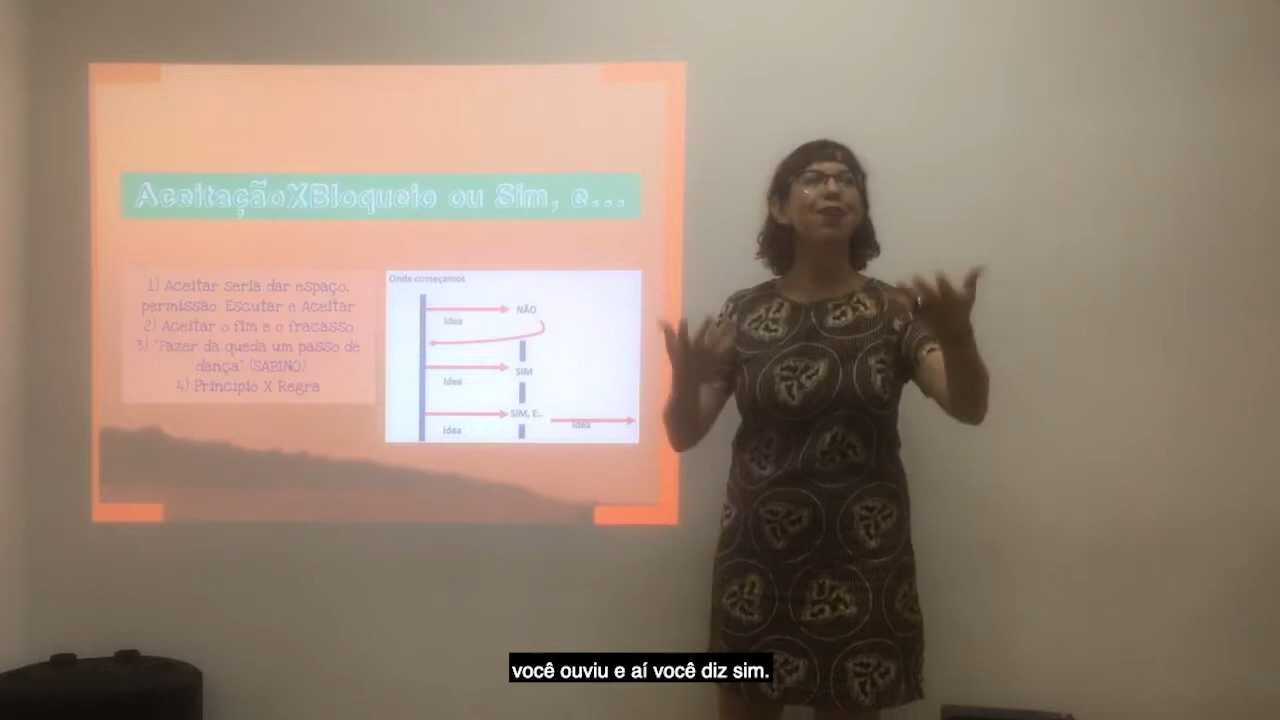 AceitaçãoXBloqueio ou Sim, e...
1) Aceitar seria dar espaço,
permissão. Escutar e Aceitar
2) Aceitar o fim e o fracasso
3) "Fazer da queda um passo de
dança" (SABINO)
4) Princípio X Regra
Onde começamos
NÃO
Idea
SIM
Idea
SIM, E..
Idea
Idea
você ouviu e aí você diz sim.